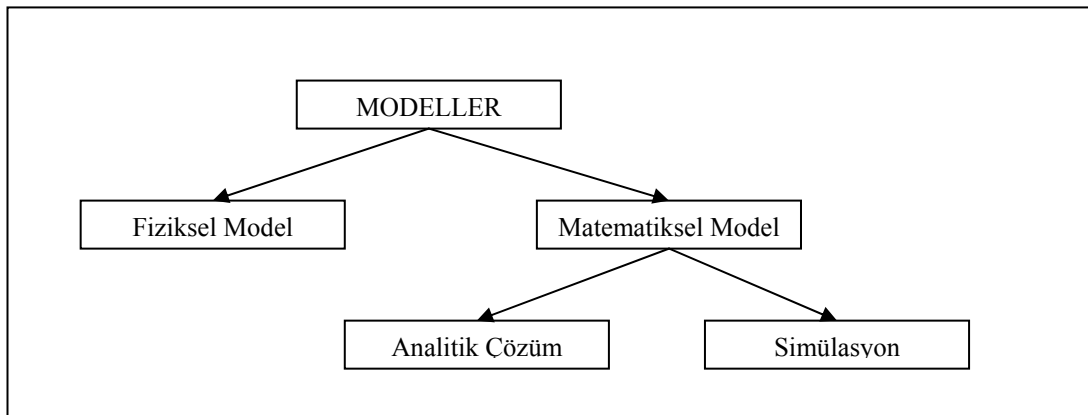 MODELLER
Fiziksel Model
Matematiksel Model
Analitik Çözüm
Simülasyon